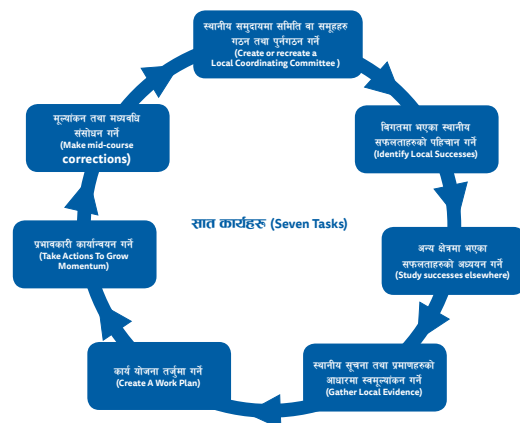 स्थानीय समुदायमा समिति वा समूहहरु
गठन तथा पुर्नगठन गर्ने
(Create or recreate a
Local Coordinating Committee )
बिगतमा भएका स्थानीय
सफलताहरुको पहिचान गर्ने
(Identify Local Successes)
अन्य क्षेत्रमा भएका
सफलताहरुको अध्ययन गर्ने
(Study successes elsewhere)
स्थानीय सूचना तथा प्रमाणहरुको
आधारमा स्वमूल्यांकन गर्ने
(Gather Local Evidence)
कार्य योजना तर्जुमा गर्ने
(Create A Work Plan)
प्रभावकारी कार्यान्वयन गर्ने
(Take Actions To Grow
Momentum)
मूल्यांकन तथा मध्यवधि
संसोधन गर्ने
(Make mid-course
corrections)
सात कार्यहरू (Seven Tasks)